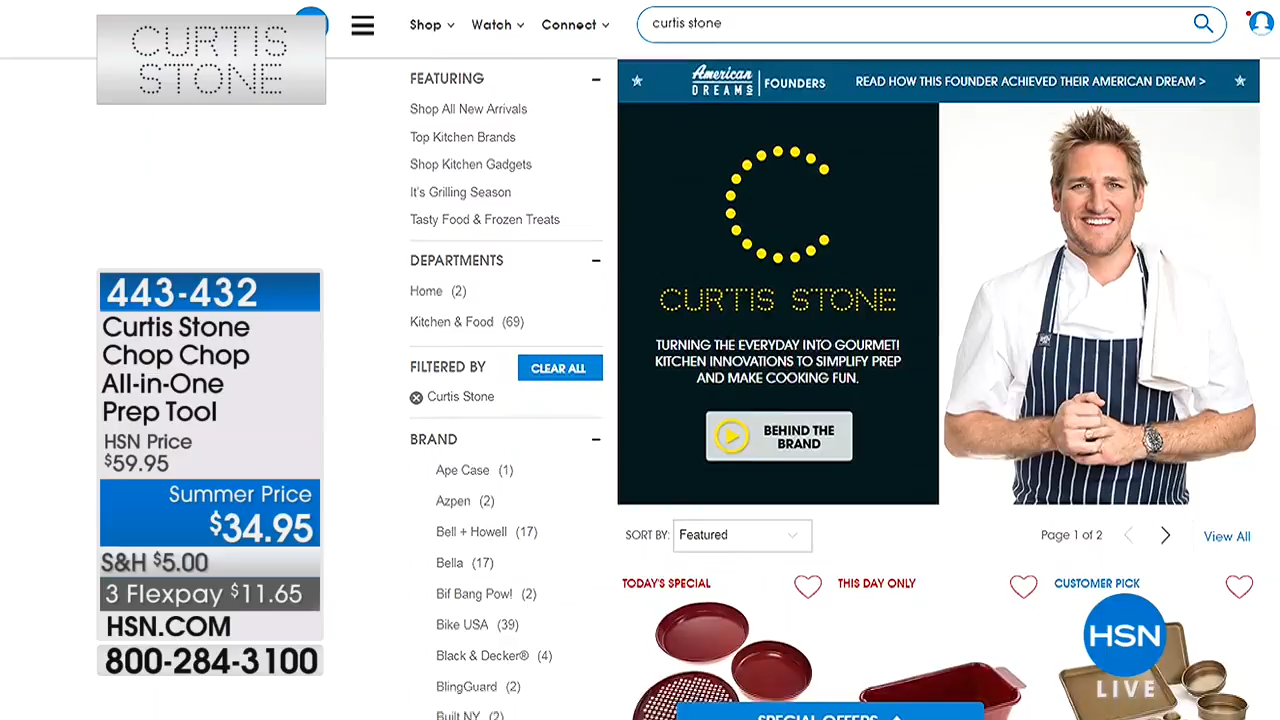 CURTIS
STONE
Shop
Watch
Connect
curtis stone
443-432
Curtis Stone
Chop Chop
All-in-One
Prep Tool
HSN Price
$59.95
Summer Price
$34.95
S&H $5.00
3 Flexpay $11.65
HSN.COM
800-284-3100
FEATURING
Shop All New Arrivals
Top Kitchen Brands
Shop Kitchen Gadgets
It's Grilling Season
Tasty Food & Frozen Treats
DEPARTMENTS
Home (2)
Kitchen & Food (69)
FILTERED BY
CLEAR ALL
Curtis Stone
BRAND
Ape Case (1)
Azpen (2)
Bell + Howell (17)
Bella (17)
Bif Bang Pow! (2)
Bike USA (39)
Black & Decker® (4)
BlingGuard (2)
Built NY (2)
American
DREAMS
FOUNDERS
READ HOW THIS FOUNDER ACHIEVED THEIR AMERICAN DREAM >
C
CURTIS STONE
TURNING THE EVERYDAY INTO GOURMET!
KITCHEN INNOVATIONS TO SIMPLIFY PREP
AND MAKE COOKING FUN.
BEHIND THE
BRAND
SORT BY: Featured
Page 1 of 2
View All
TODAY'S SPECIAL
THIS DAY ONLY
CUSTOMER PICK
HSN
LIVE
SPECIAL OFFERS